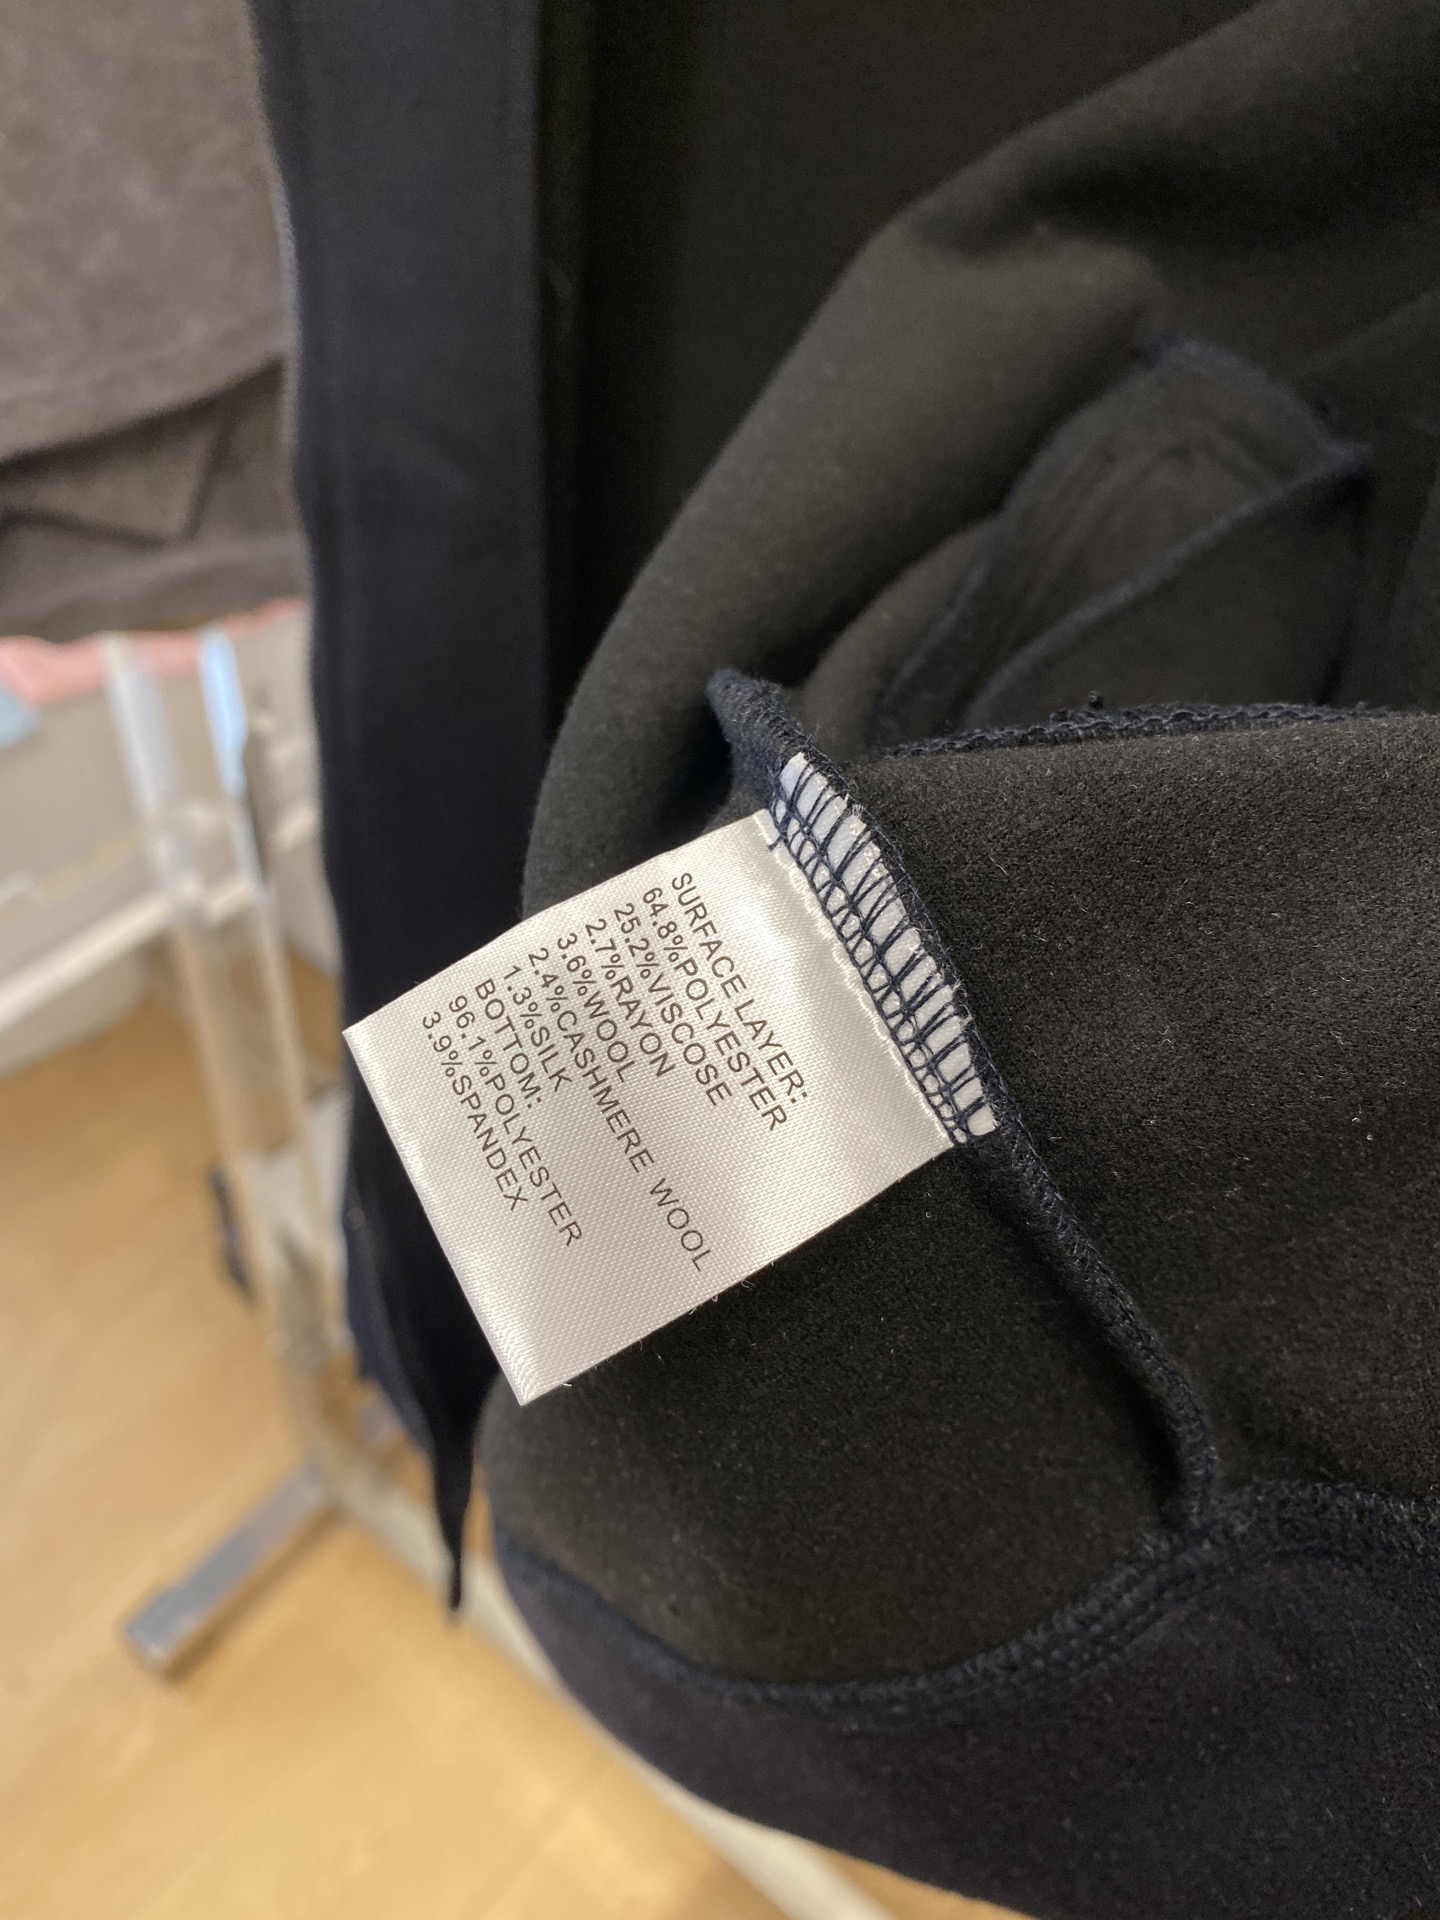 SURFACE LAYER:
64.8%POLYESTER
25.2%VISCOSE
2.7%RAYON
3.6%WOOL
2.4%CASHMERE WOOL
1.3%SILK
BOTTOM:
96.1%POLYESTER
3.9%SPANDEX